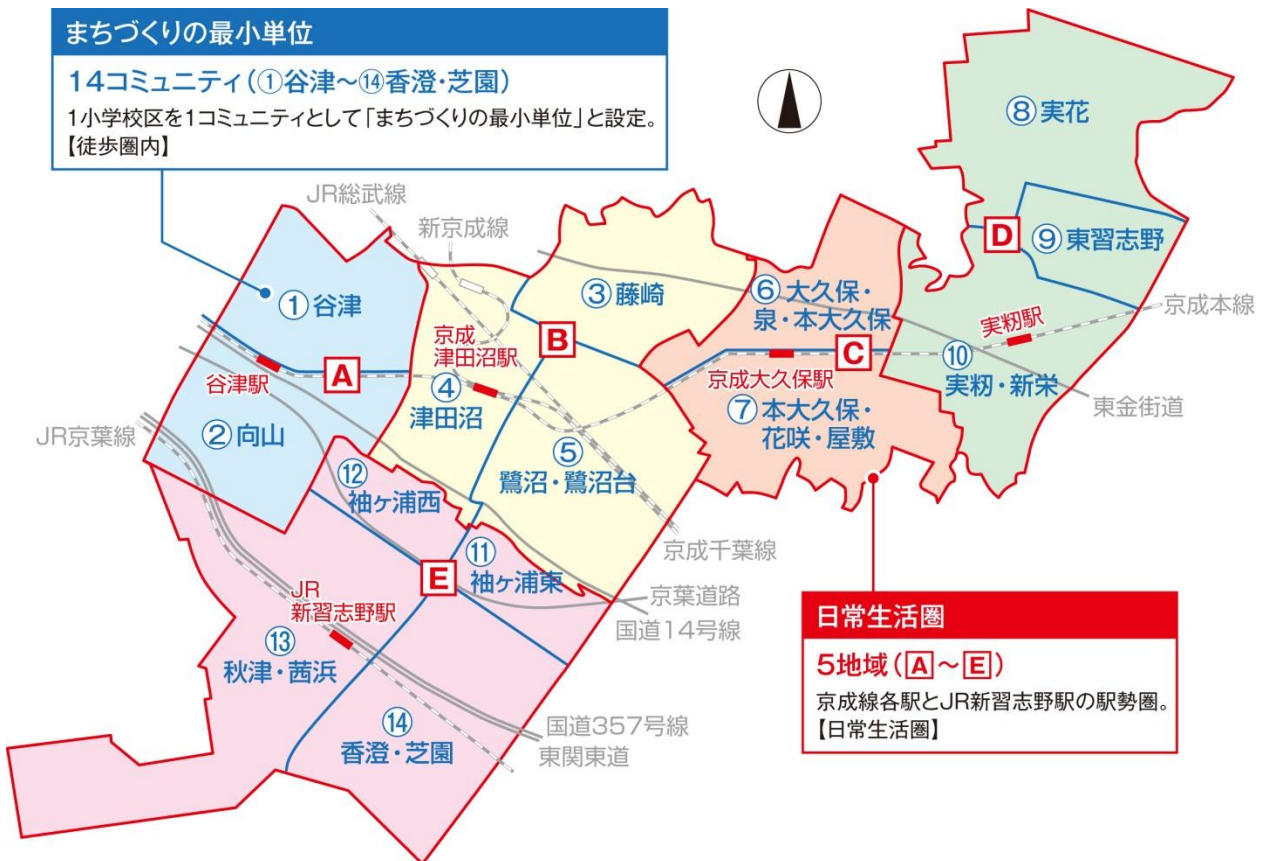 まちづくりの最小単位
14コミュニティ(①谷津～⑭香澄・芝園)
1小学校区を1コミュニティとして「まちづくりの最小単位」と設定。
【徒歩圏内】
JR総武線
新京成線
⑧実花
D
⑨東習志野
①谷津
③藤崎
⑥大久保・
泉・本大久保
京成本線
実籾駅
京成
津田沼駅
B
谷津駅
A
④
津田沼
京成大久保駅
C
⑩
実籾・新栄
東金街道
JR京葉線
②向山
⑦本大久保・
花咲・屋敷
⑤
鷺沼・鷺沼台
⑫
袖ヶ浦西
⑪
袖ヶ浦東
E
京成千葉線
京葉道路
国道14号線
JR
新習志野駅
⑬
秋津・茜浜
⑭
香澄・芝園
国道357号線
東関東道
日常生活圏
5地域(A～E)
京成線各駅とJR新習志野駅の駅勢圏。
【日常生活圏】